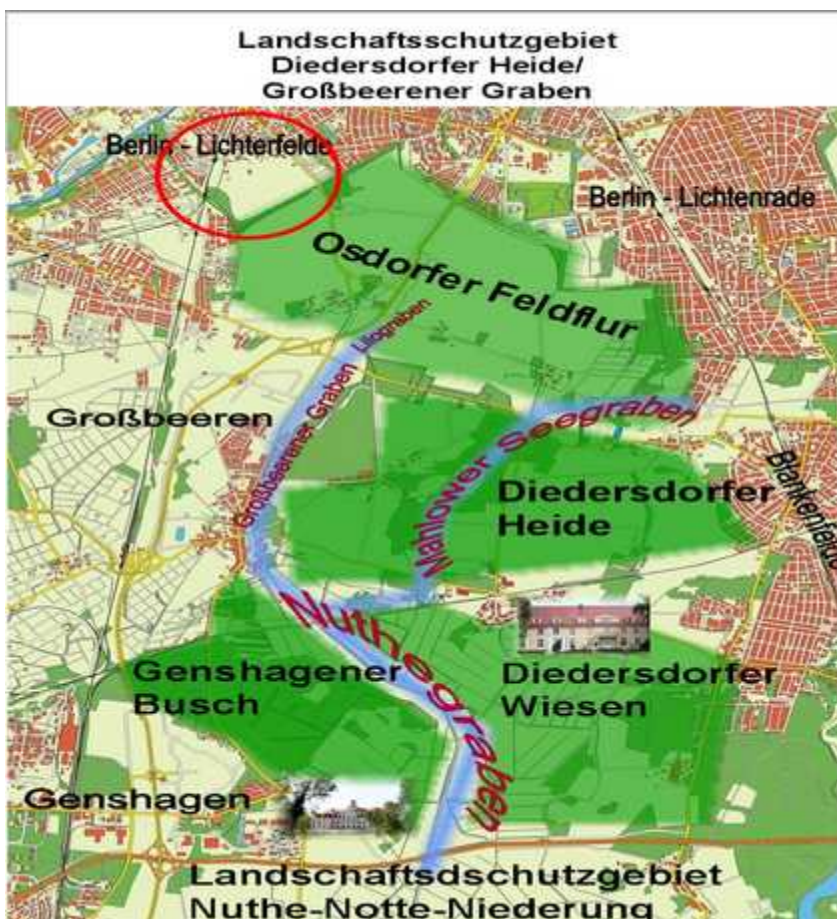 Landschaftsschutzgebiet
Diedersdorfer Heide/
Großbeerener Graben
Berlin - Lichterfelde
Berlin - Lichtenrade
Osdorfer Feldflur
Lilograben
Großbeeren
Großbeerener Graben
Mahlower Seegraben
Diedersdorfer
Heide
Blankenfelde
Nuthegraben
Genshagener
Busch
Diedersdorfer
Wiesen
Genshagen
Landschaftsdschutzgebiet
Nuthe-Notte-Niederung